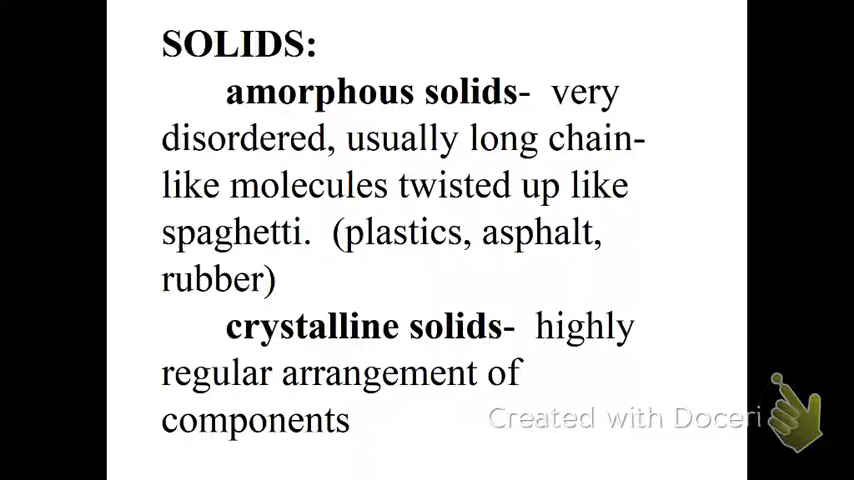 SOLIDS:
amorphous solids- very
disordered, usually long chain-
like molecules twisted up like
spaghetti. (plastics, asphalt,
rubber)
crystalline solids- highly
regular arrangement of
components
Created with Doceri